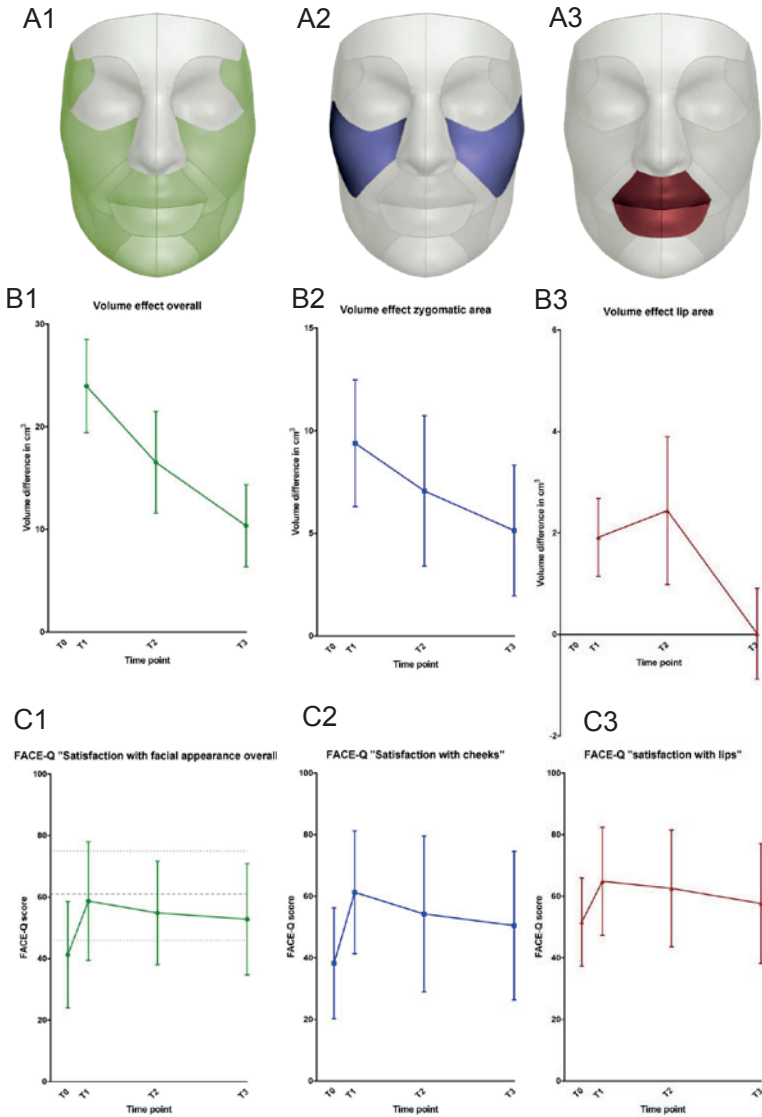 A1
A2
A3
B1
Volume effect overall
30
20
10
0
Volume difference in cm3
T0
T1
T2
T3
Time point
B2
Volume effect zygomatic area
15
10
5
0
Volume difference in cm3
T0
T1
T2
T3
Time point
B3
Volume effect lip area
6
4
2
0
-2
Volume difference in cm3
T0
T1
T2
T3
Time point
C1
FACE-Q "Satisfaction with facial appearance overall
100
80
60
40
20
0
FACE-Q score
T0
T1
T2
T3
Time point
C2
FACE-Q "Satisfaction with cheeks"
100
80
60
40
20
0
FACE-Q score
T0
T1
T2
T3
Time point
C3
FACE-Q "satisfaction with lips"
100
80
60
40
20
0
FACE-Q score
T0
T1
T2
T3
Time point